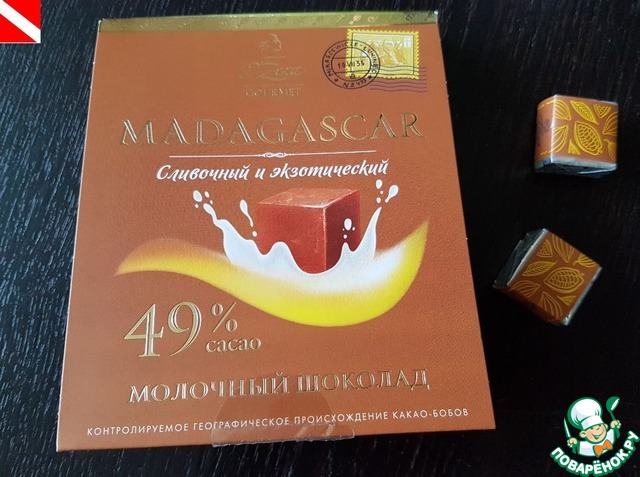 GOURMET
MADAGASCAR
Сливочный и экзотический
49%
cacao
МОЛОЧНЫЙ ШОКОЛАД
КОНТРОЛИРУЕМОЕ ГЕОГРАФИЧЕСКОЕ ПРОИСХОЖДЕНИЕ КАКАО-БОБОВ
ПОВАРЁНОК.РУ